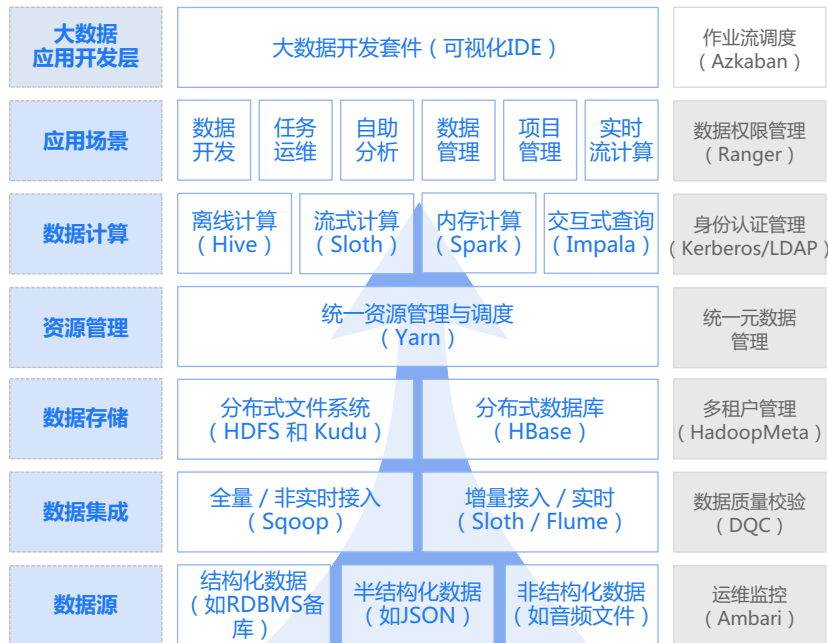 大数据
应用开发层
大数据开发套件（可视化IDE）
作业流调度
（Azkaban）
应用场景
数据
开发
任务
运维
自助
分析
数据
管理
项目
管理
实时
流计算
数据权限管理
（Ranger）
数据计算
离线计算
（Hive）
流式计算
（Sloth）
内存计算
（Spark）
交互式查询
（Impala）
身份认证管理
（Kerberos/LDAP）
资源管理
统一资源管理与调度
（Yarn）
统一元数据
管理
数据存储
分布式文件系统
（HDFS 和 Kudu）
分布式数据库
（HBase）
多租户管理
（HadoopMeta）
数据集成
全量 / 非实时接入
（Sqoop）
增量接入 / 实时
（Sloth / Flume）
数据质量校验
（DQC）
数据源
结构化数据
（如RDBMS备
库）
半结构化数据
（如JSON）
非结构化数据
（如音频文件）
运维监控
（Ambari）